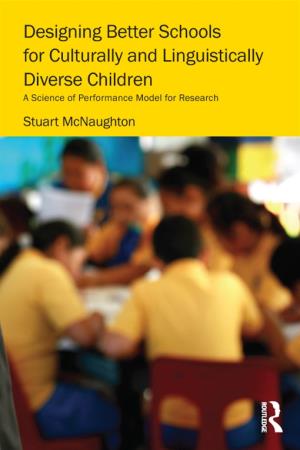 Designing Better Schools
for Culturally and Linguistically
Diverse Children
A Science of Performance Model for Research
Stuart McNaughton
R
ROUTLEDGE